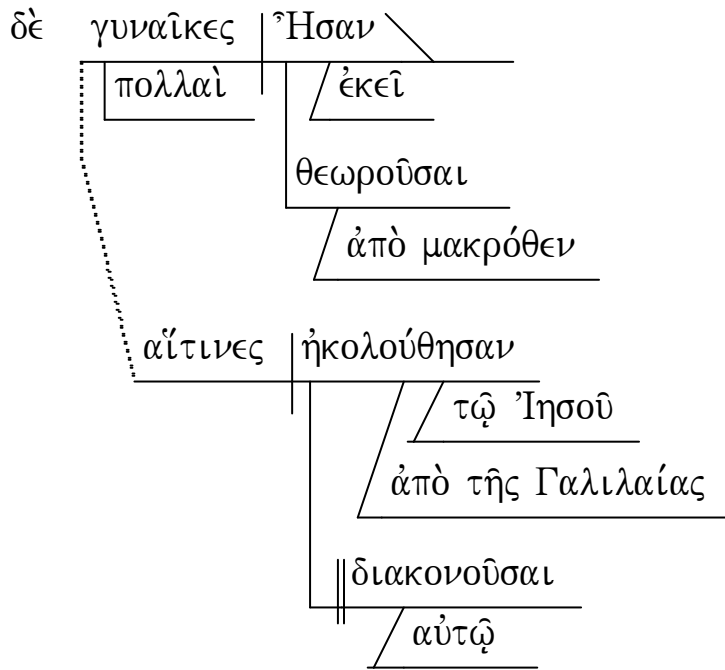 δὲ γυναῖκες Ἦσαν
πολλαὶ ἐκεῖ
θεωροῦσαι
ἀπὸ μακρόθεν
αἵτινες ἠκολούθησαν
τῷ Ἰησοῦ
ἀπὸ τῆς Γαλιλαίας
διακονοῦσαι
αὐτῷ